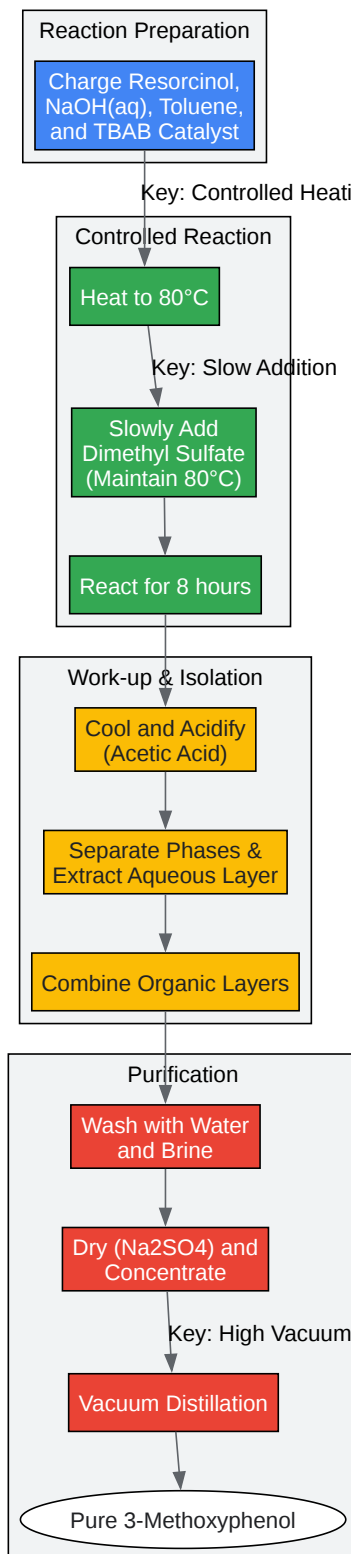 Reaction Preparation
Charge Resorcinol,
NaOH(aq), Toluene,
and TBAB Catalyst
Key: Controlled Heati
Controlled Reaction
Heat to 80°C
Key: Slow Addition
Slowly Add
Dimethyl Sulfate
(Maintain 80°C)
React for 8 hours
Work-up & Isolation
Cool and Acidify
(Acetic Acid)
Separate Phases &
Extract Aqueous Layer
Combine Organic Layers
Purification
Wash with Water
and Brine
Dry (Na2SO4) and
Concentrate
Key: High Vacuum
Vacuum Distillation
Pure 3-Methoxyphenol